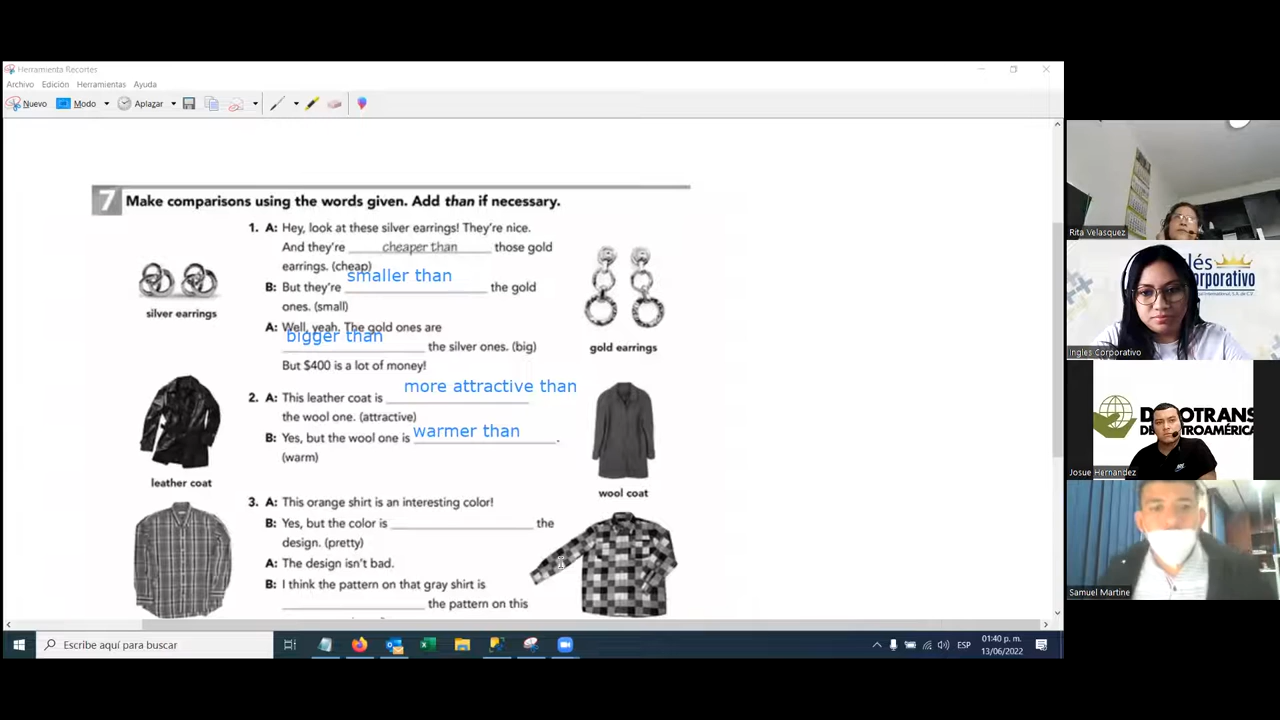 Herramienta Recortes
Archivo Edición Herramientas Ayuda
Nuevo Modo Aplazar
7 Make comparisons using the words given. Add than if necessary.
1. A: Hey, look at these silver earrings! They're nice.
And they're cheaper than those gold
earrings. (cheap)
smaller than
B: But they're the gold
ones. (small)
A: Well, yeah. The gold ones are
bigger than
the silver ones. (big)
But $400 is a lot of money!
silver earrings
gold earrings
more attractive than
2. A: This leather coat is
the wool one. (attractive)
warmer than
B: Yes, but the wool one is .
(warm)
leather coat
wool coat
3. A: This orange shirt is an interesting color!
B: Yes, but the color is the
design. (pretty)
A: The design isn't bad.
B: I think the pattern on that gray shirt is
the pattern on this
Escribe aquí para buscar
ESP
01:40 p. m.
13/06/2022
Rita Velasquez
lés
orporativo
Ingles Corporativo
OTRANS
Josue Hernandez
Samuel Martine